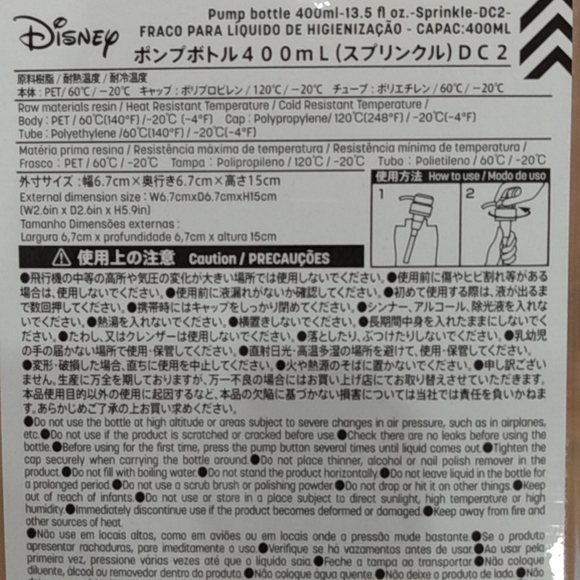 Disney
Pump bottle 400ml-13.5 fl oz.-Sprinkle-DC2-
FRACO PARA LÍQUIDO DE HIGIENIZAÇÃO - CAPAC:400ML
ポンプボトル４００ｍL(スプリンクル)ＤＣ２
原料樹脂 / 耐熱温度 / 耐冷温度
本体 : PET/ 60℃ / -20℃ キャップ : ポリプロピレン / 120℃ / -20℃ チューブ : ポリエチレン / 60℃ / -20℃
Raw materials resin / Heat Resistant Temperature / Cold Resistant Temperature /
Body : PET / 60℃(140°F) /-20℃ (-4°F) Cap : Polypropylene/ 120℃(248°F) / -20℃(-4°F)
Tube : Polyethylene /60℃(140°F) / -20℃(-4°F)
Matéria prima resina / Resistência máxima de temperatura / Resistência mínima de temperatura /
Frasco : PET / 60℃ / -20℃ Tampa : Polipropileno / 120℃ / -20℃ Tubo : Polietileno / 60℃ / -20℃
外寸サイズ : 幅6.7cm×奥行き6.7cm×高さ15cm
External dimension size : W6.7cmxD6.7cmxH15cm
(W2.6in x D2.6in x H5.9in)
Tamanho Dimensões externas :
Largura 6,7cm x profundidade 6,7cm x altura 15cm
使用方法 How to use / Modo de uso
1 2
⚠ 使用上の注意 Caution / PRECAUÇÕES
●飛行機の中等の高所や気圧の変化が大きい場所では使用しないでください。●使用前に傷やヒビ割れ等がある
場合は、使用しないでください。●使用前に液漏れがないか確認してください。●初めて使用する際は、液が出るま
で数回押してください。●携帯時にはキャップをしっかり閉めてください。●シンナー、アルコール、除光液を入れな
いでください。●熱湯を入れないでください。●横置きしないでください。●長期間中身を入れたままにしないでくだ
さい。●たわし、又はクレンザーは使用しないでください。●落としたり、ぶつけたりしないでください。●乳幼児
の手の届かない場所で使用・保管してください。●直射日光・高温多湿の場所を避けて、使用・保管してください。
●変形・破損した場合、直ちに使用を中止してください。●火や熱源のそばに置かないでください。●申し訳ござい
ません。生産に万全を期しておりますが、万一不良の場合にはお買い上げ店にてお取り替えさせていただきます。
本品使用目的以外の使用に起因するなど、本品の欠陥に基づかない損害については当社では責任を負いかねま
す。あらかじめご了承の上お買い求めください。
●Do not use the bottle at high altitude or areas subject to severe changes in air pressure, such as in airplanes,
etc.●Do not use if the product is scratched or cracked before use.●Check there are no leaks before using the
bottle.●Before using for the first time, press the pump button several times until liquid comes out.●Tighten the
cap securely when carrying the bottle around.●Do not place thinner, alcohol or nail polish remover in the
product.●Do not fill with boiling water.●Do not stand the product horizontally.●Do not leave liquid in the bottle for
a prolonged period.●Do not use a scrub brush or polishing powder.●Do not drop or hit it on other things.●Keep
out of reach of infants.●Do not use or store in a place subject to direct sunlight, high temperature or high
humidity.●Immediately discontinue use if the product becomes deformed or damaged.●Keep away from fire and
other sources of heat.
●Não use em locais altos, como em aviões ou em locais onde a pressão mude bastante.●Se o produto
apresentar rachaduras, pare imediatamente o uso.●Verifique se há vazamentos antes de usar.●Ao usar pela
primeira vez, pressione várias vezes até que saia o líquido.●Feche a tampa ao transportar.●Não coloque
diluente, álcool ou removedor dentro do produto.●Não coloque água quente.●Não deixe o produto de lado.●Não